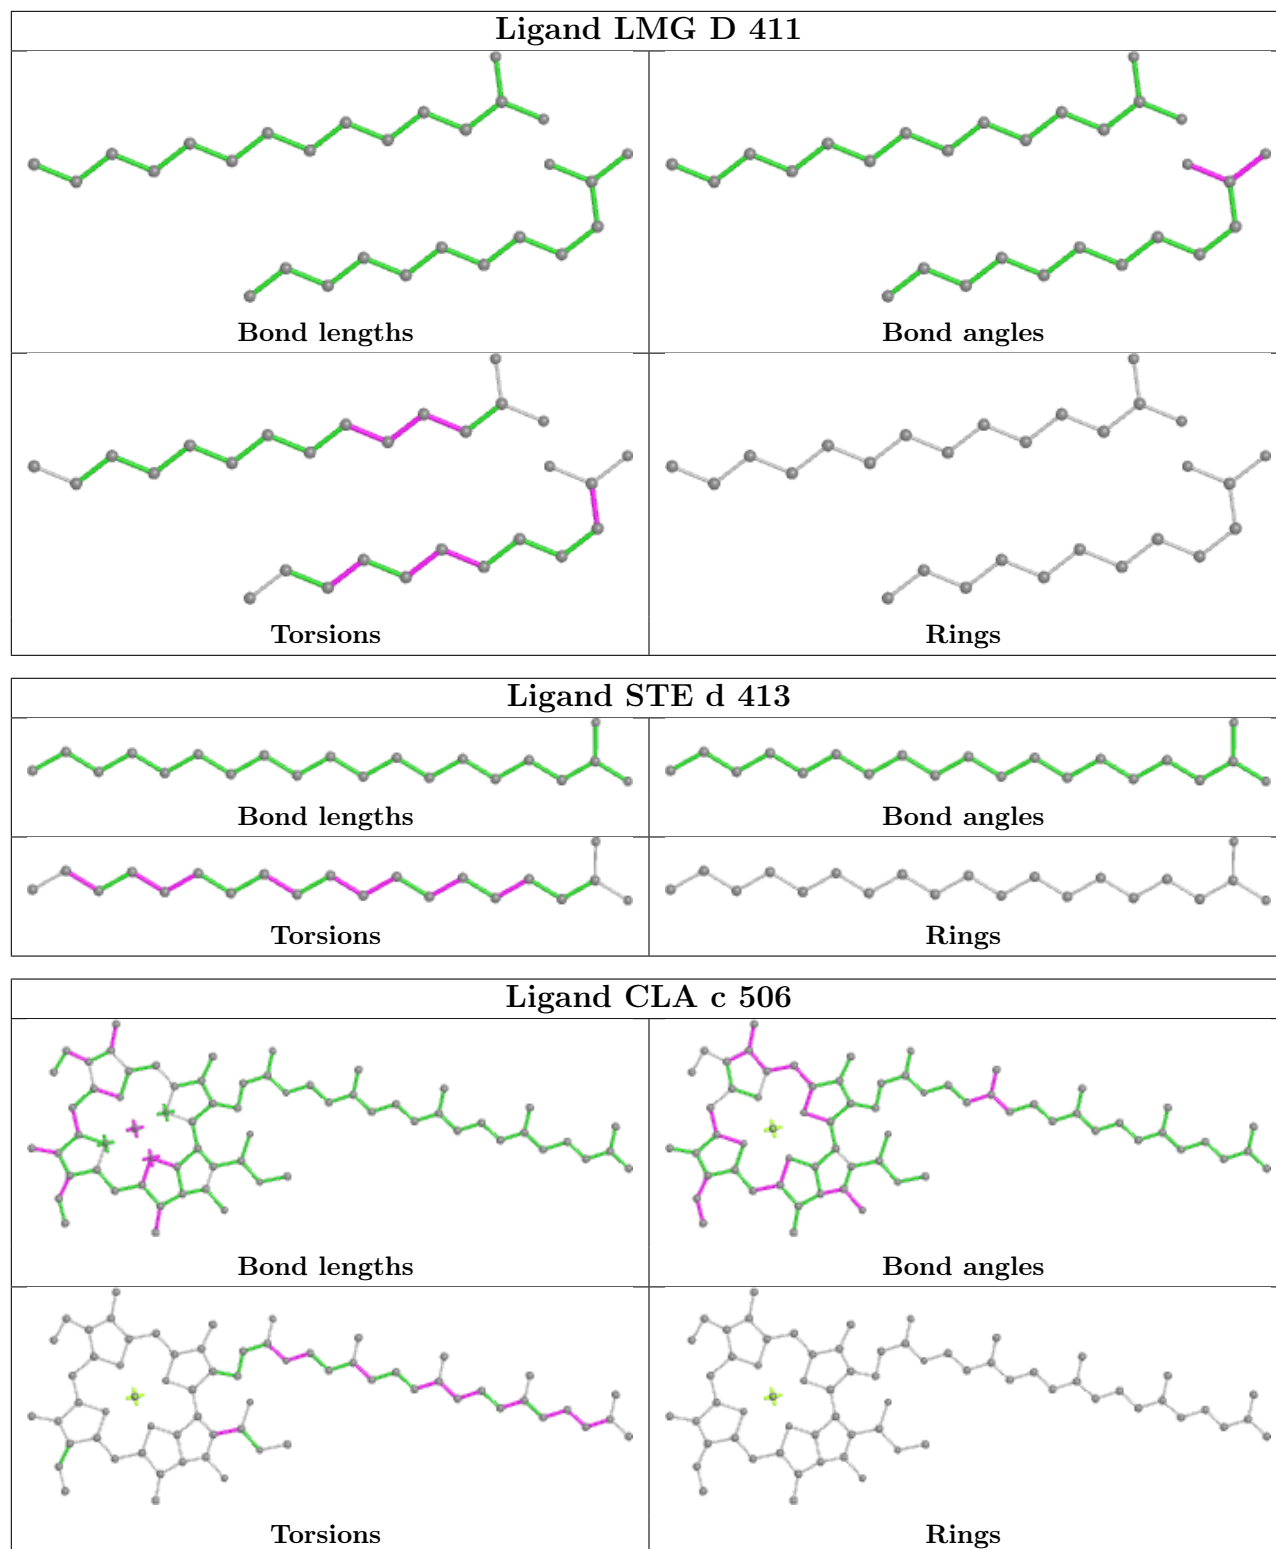 Ligand LMG D 411
Bond lengths
Bond angles
Torsions
Rings
Ligand STE d 413
Bond lengths
Bond angles
Torsions
Rings
Ligand CLA c 506
Bond lengths
Bond angles
Torsions
Rings